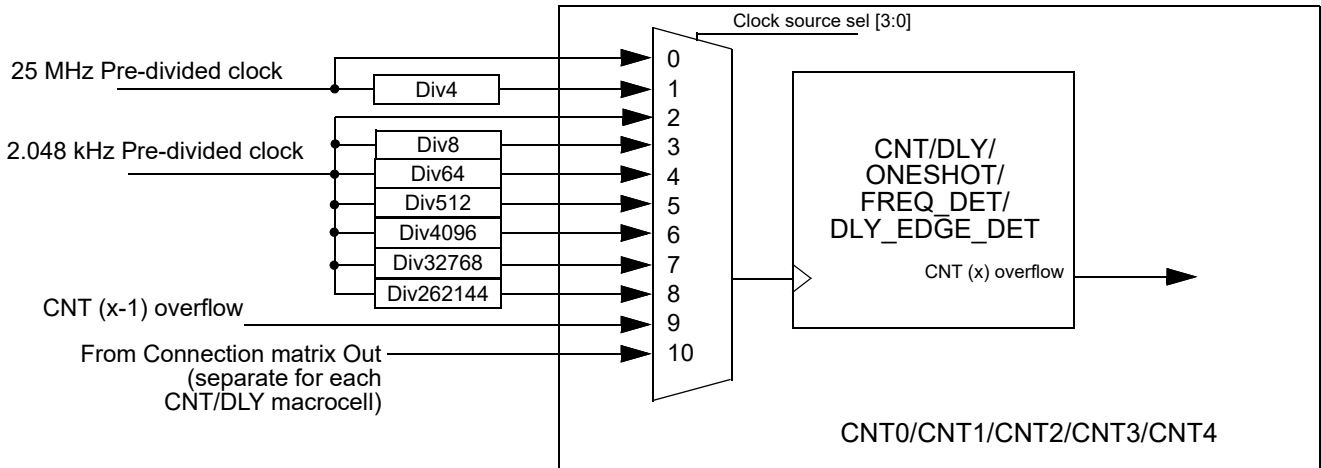 Clock source sel [3:0]
25 MHz Pre-divided clock
Div4
2.048 kHz Pre-divided clock
Div8
Div64
Div512
Div4096
Div32768
Div262144
CNT (x-1) overflow
From Connection matrix Out
(separate for each
CNT/DLY macrocell)
0
1
2
3
4
5
6
7
8
9
10
CNT/DLY/
ONESHOT/
FREQ_DET/
DLY_EDGE_DET
CNT (x) overflow
CNT0/CNT1/CNT2/CNT3/CNT4